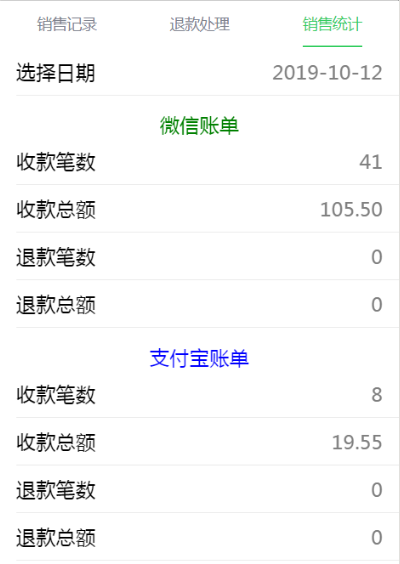 销售记录 退款处理 销售统计
选择日期 2019-10-12
微信账单
收款笔数 41
收款总额 105.50
退款笔数 0
退款总额 0
支付宝账单
收款笔数 8
收款总额 19.55
退款笔数 0
退款总额 0